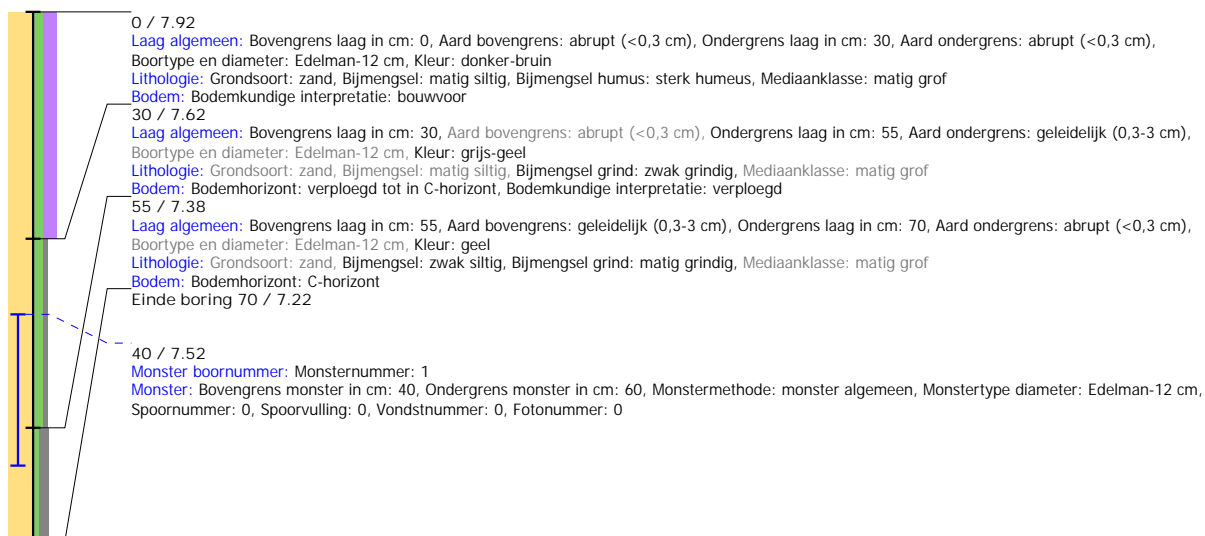 0 / 7.92
Laag algemeen: Bovengrens laag in cm: 0, Aard bovengrens: abrupt (<0,3 cm), Ondergrens laag in cm: 30, Aard ondergrens: abrupt (<0,3 cm),
Boortype en diameter: Edelman-12 cm, Kleur: donker-bruin
Lithologie: Grondsoort: zand, Bijmengsel: matig siltig, Bijmengsel humus: sterk humeus, Mediaanklasse: matig grof
Bodem: Bodemkundige interpretatie: bouwvoor
30 / 7.62
Laag algemeen: Bovengrens laag in cm: 30, Aard bovengrens: abrupt (<0,3 cm), Ondergrens laag in cm: 55, Aard ondergrens: geleidelijk (0,3-3 cm),
Boortype en diameter: Edelman-12 cm, Kleur: grijs-geel
Lithologie: Grondsoort: zand, Bijmengsel: matig siltig, Bijmengsel grind: zwak grindig, Mediaanklasse: matig grof
Bodem: Bodemhorizont: verploegd tot in C-horizont, Bodemkundige interpretatie: verploegd
55 / 7.38
Laag algemeen: Bovengrens laag in cm: 55, Aard bovengrens: geleidelijk (0,3-3 cm), Ondergrens laag in cm: 70, Aard ondergrens: abrupt (<0,3 cm),
Boortype en diameter: Edelman-12 cm, Kleur: geel
Lithologie: Grondsoort: zand, Bijmengsel: zwak siltig, Bijmengsel grind: matig grindig, Mediaanklasse: matig grof
Bodem: Bodemhorizont: C-horizont
Einde boring 70 / 7.22
40 / 7.52
Monster boornummer: Monsternummer: 1
Monster: Bovengrens monster in cm: 40, Ondergrens monster in cm: 60, Monstermethode: monster algemeen, Monstertype diameter: Edelman-12 cm,
Spoornummer: 0, Spoorvulling: 0, Vondstnummer: 0, Fotonummer: 0